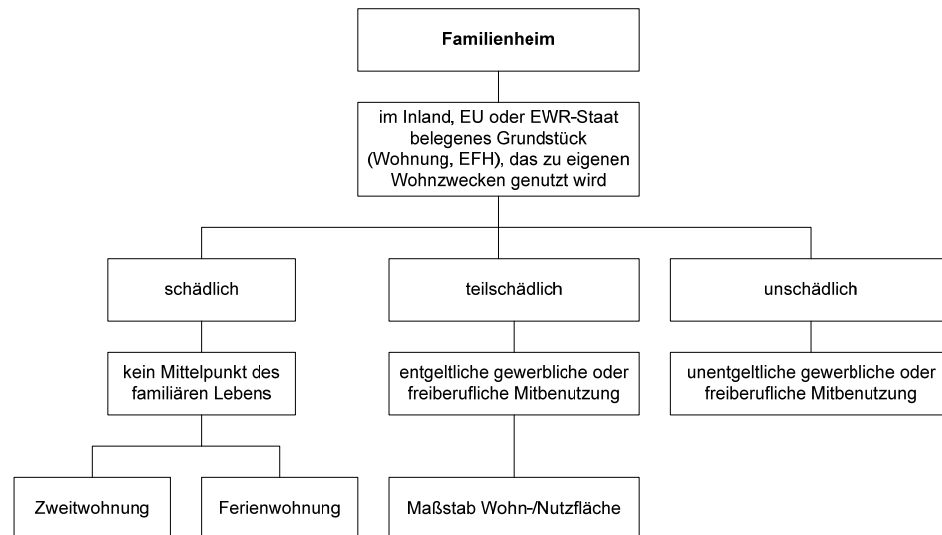 Familienheim
im Inland, EU oder EWR-Staat
belegenes Grundstück
(Wohnung, EFH), das zu eigenen
Wohnzwecken genutzt wird
schädlich
teilschädlich
unschädlich
kein Mittelpunkt des
familiären Lebens
entgeltliche gewerbliche oder
freiberufliche Mitbenutzung
unentgeltliche gewerbliche oder
freiberufliche Mitbenutzung
Zweitwohnung
Ferienwohnung
Maßstab Wohn-/Nutzfläche